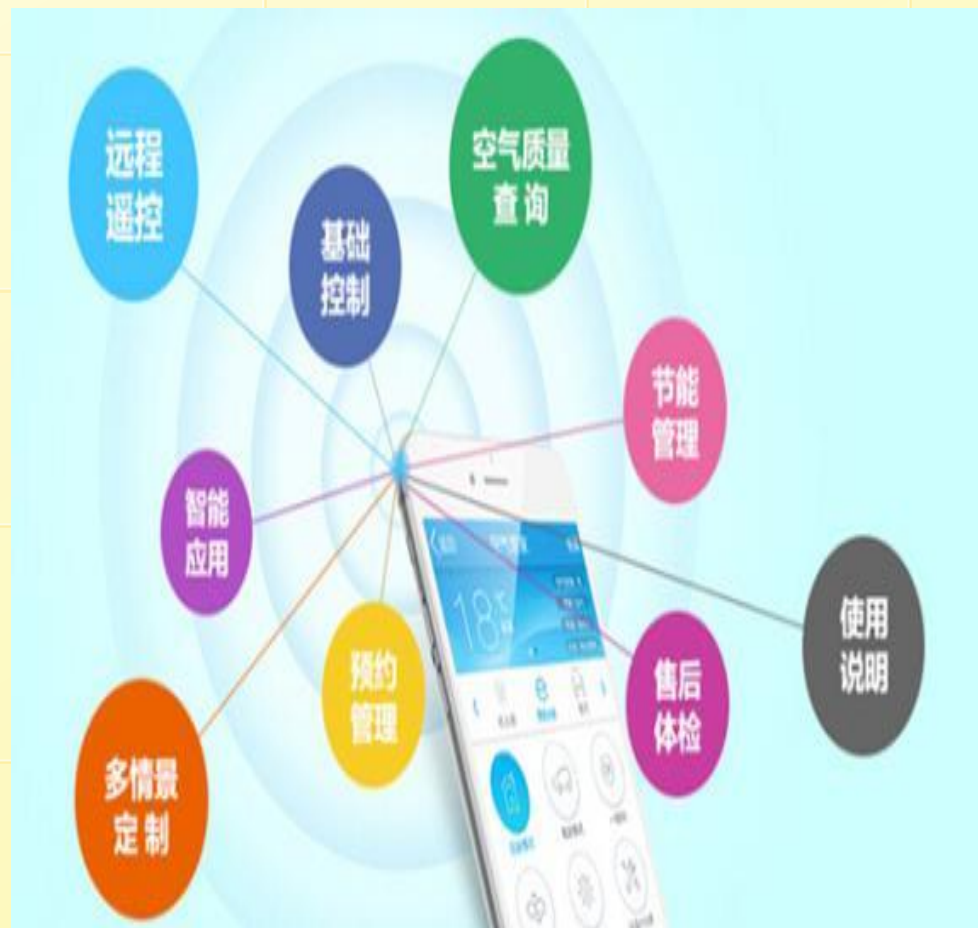 远程
遥控
基础
控制
空气质量
查询
节能
管理
智能
应用
使用
说明
预约
管理
售后
体检
多情景
定制
18